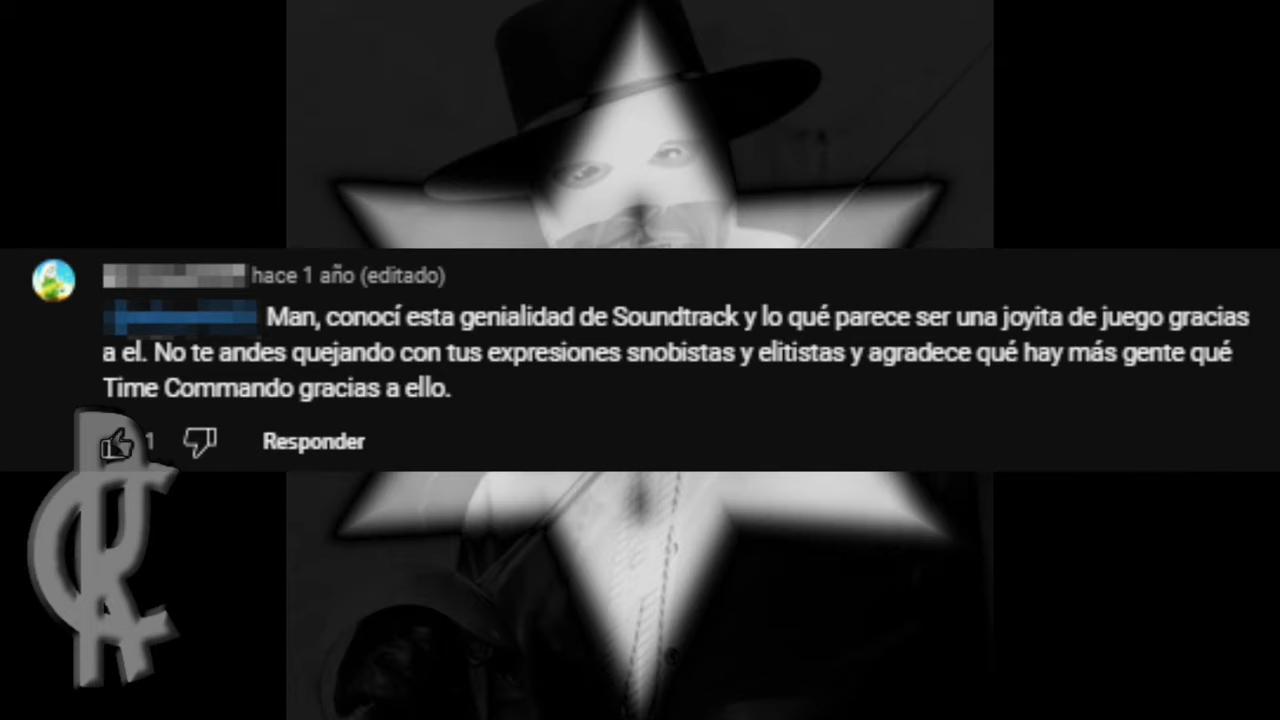 hace 1 año (editado)
Man, conocí esta genialidad de Soundtrack y lo qué parece ser una joyita de juego gracias
a el. No te andes quejando con tus expresiones snobistas y elitistas y agradece qué hay más gente qué
Time Commando gracias a ello.
1
Responder